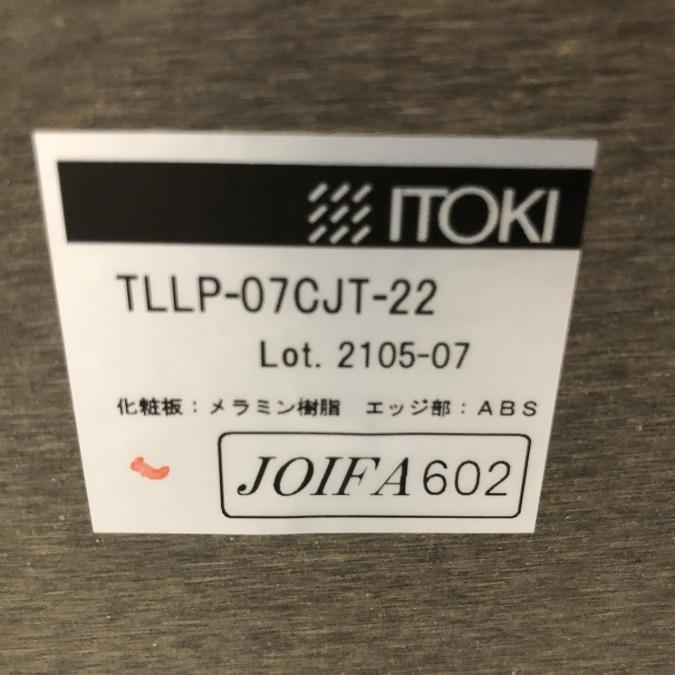 ITOKI
TLLP-07CJT-22
Lot. 2105-07
化粧板：メラミン樹脂　エッジ部：ABS
JOIFA602